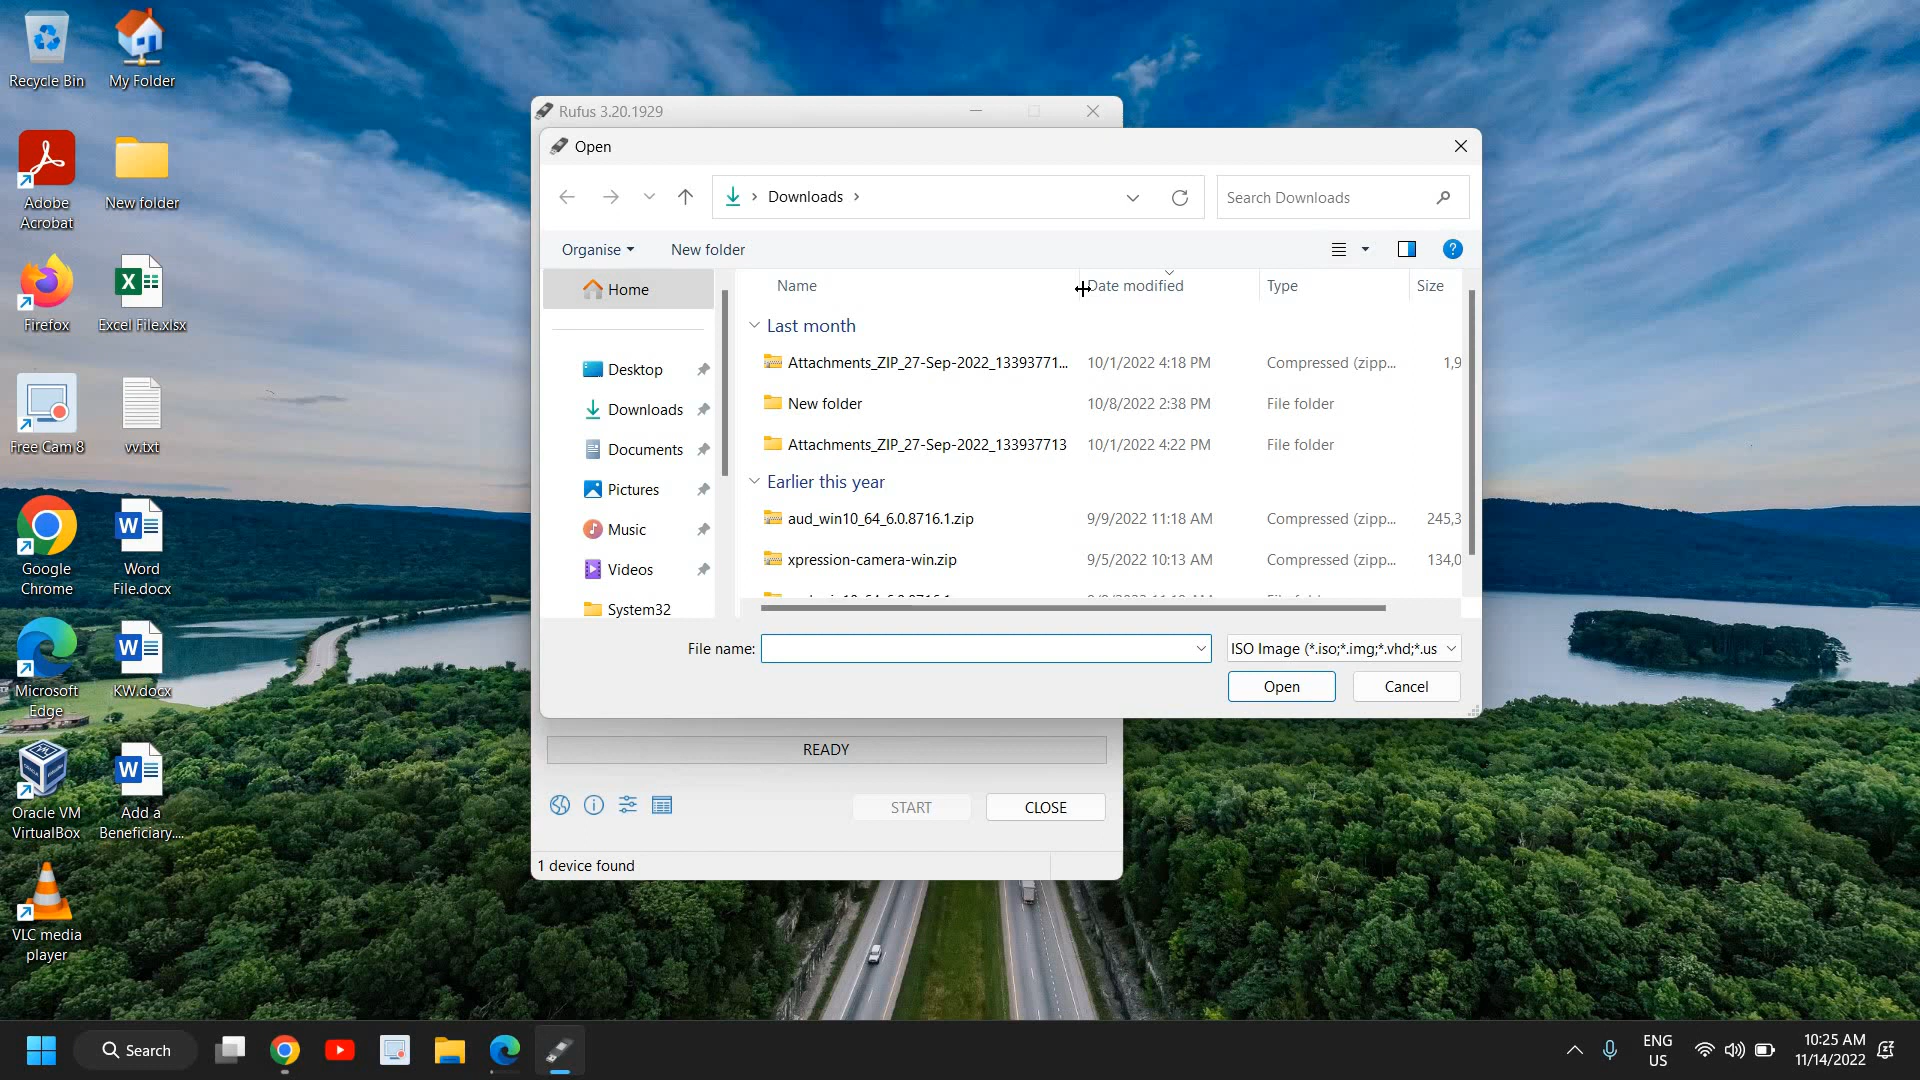 Recycle Bin
My Folder
Adobe
Acrobat
New folder
Firefox
Excel File.xlsx
Free Cam 8
vv.txt
Google
Chrome
Word
File.docx
Microsoft
Edge
KW.docx
Oracle VM
VirtualBox
Add a
Beneficiary....
VLC media
player
Rufus 3.20.1929
Open
Downloads
Search Downloads
Organise
New folder
Home
Desktop
Downloads
Documents
Pictures
Music
Videos
System32
Name Date modified Type Size
Last month
Attachments_ZIP_27-Sep-2022_13393771... 10/1/2022 4:18 PM Compressed (zipp... 1,9
New folder 10/8/2022 2:38 PM File folder
Attachments_ZIP_27-Sep-2022_133937713 10/1/2022 4:22 PM File folder
Earlier this year
aud_win10_64_6.0.8716.1.zip 9/9/2022 11:18 AM Compressed (zipp... 245,3
xpression-camera-win.zip 9/5/2022 10:13 AM Compressed (zipp... 134,0
File name:
ISO Image (*.iso;*.img;*.vhd;*.us
Open
Cancel
READY
START
CLOSE
1 device found
Search
ENG
US
10:25 AM
11/14/2022